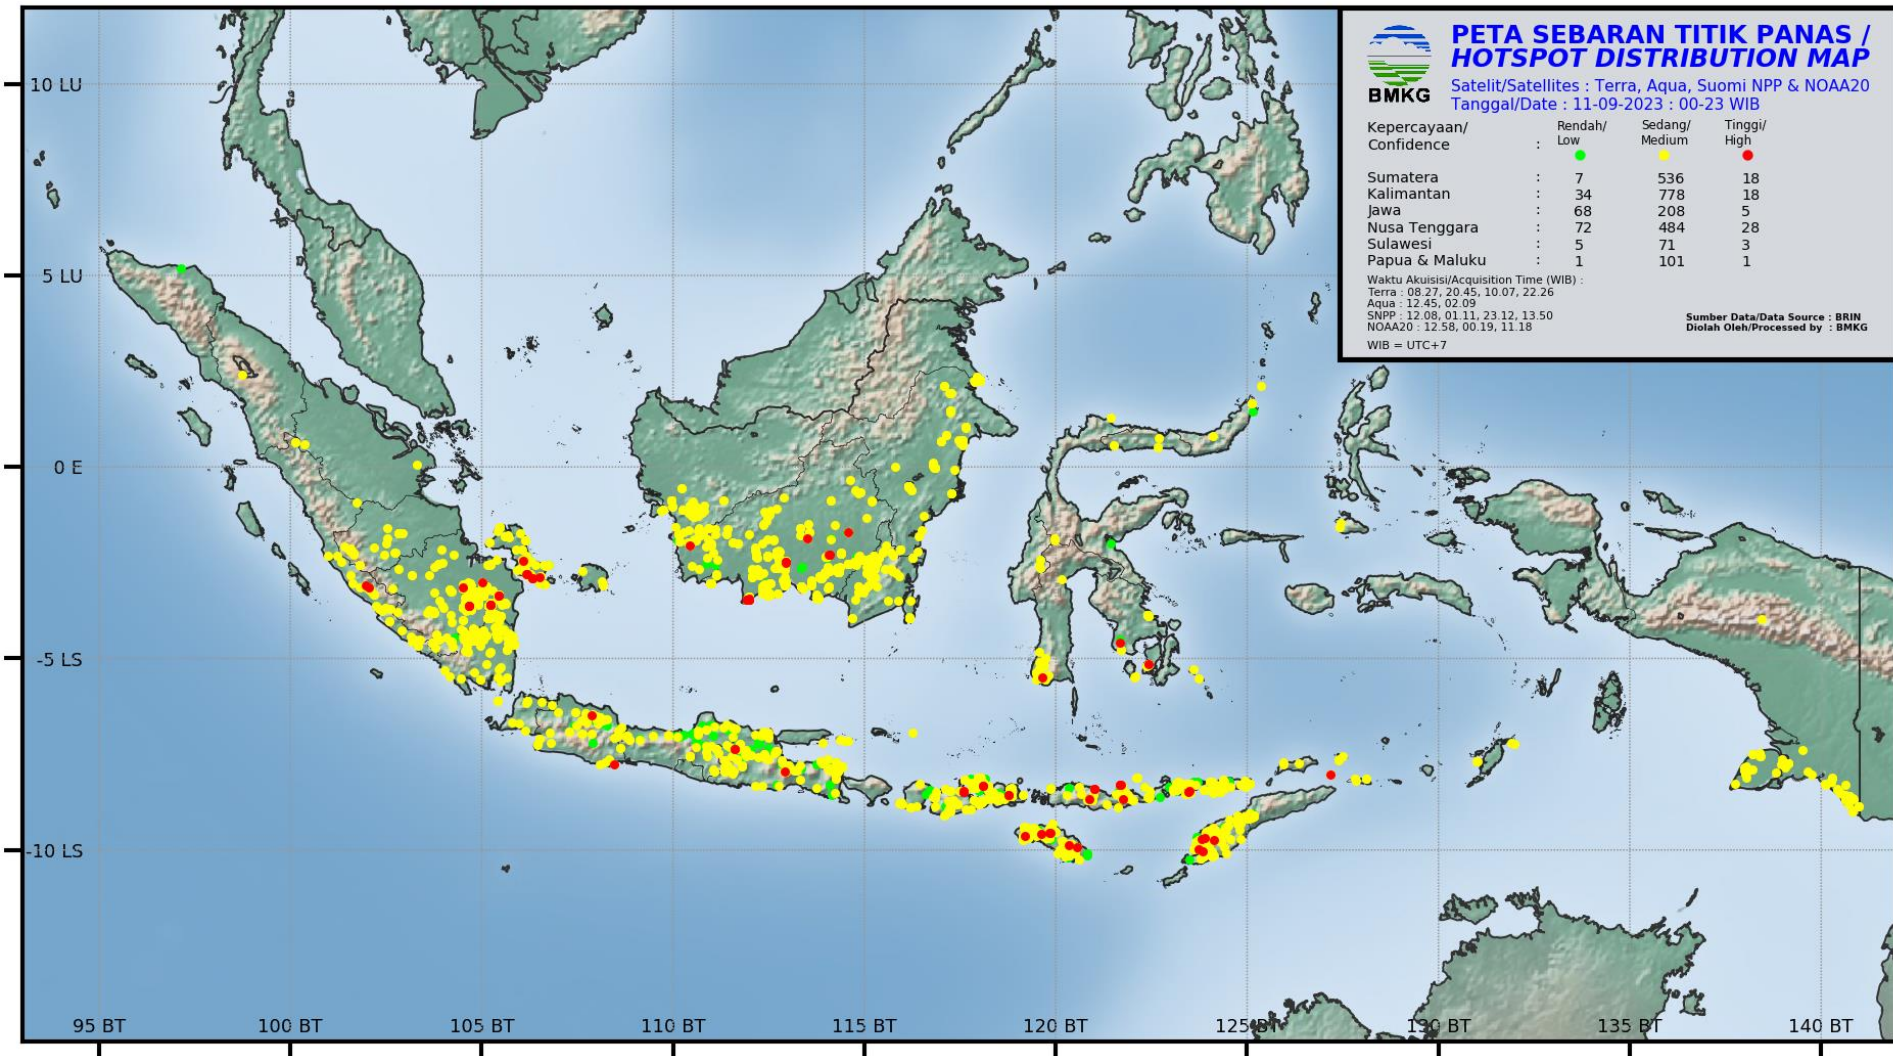 PETA SEBARAN TITIK PANAS /
HOTSPOT DISTRIBUTION MAP
Satelit/Satellites : Terra, Aqua, Suomi NPP & NOAA20
Tanggal/Date : 11-09-2023 : 00-23 WIB
BMKG
Kepercayaan/ Rendah/ Sedang/ Tinggi/
Confidence : Low Medium High
Sumatera : 7 536 18
Kalimantan : 34 778 18
Jawa : 68 208 5
Nusa Tenggara : 72 484 28
Sulawesi : 5 71 3
Papua & Maluku : 1 101 1
Waktu Akuisisi/Acquisition Time (WIB) :
Terra : 08.27, 20.45, 10.07, 22.26
Aqua : 12.45, 02.09
SNPP : 12.08, 01.11, 23.12, 13.50
NOAA20 : 12.58, 00.19, 11.18
WIB = UTC+7
Sumber Data/Data Source : BRIN
Diolah Oleh/Processed by : BMKG
10 LU
5 LU
0 E
-5 LS
-10 LS
95 BT 100 BT 105 BT 110 BT 115 BT 120 BT 125 BT 130 BT 135 BT 140 BT